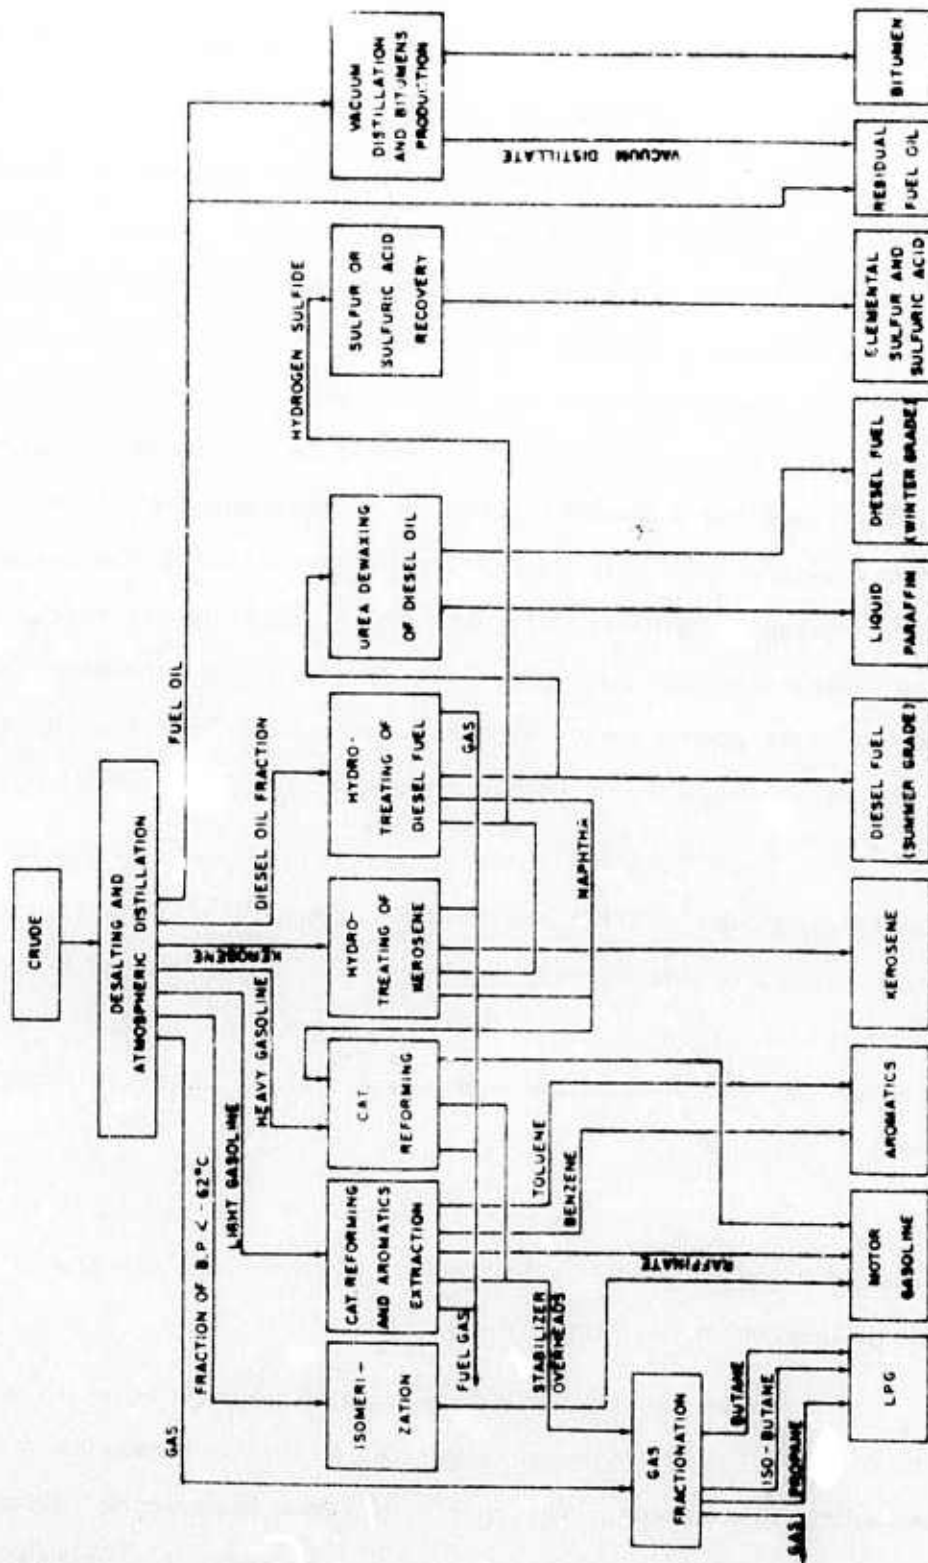 CRUDE
DESALTING AND
ATMOSPHERIC DISTILLATION
GAS
FRACTION OF B.P. < - 62°C
LIGHT GASOLINE
HEAVY GASOLINE
KEROSENE
DIESEL OIL FRACTION
FUEL OIL
ISOMERI-
ZATION
CAT. REFORMING
AND AROMATICS
EXTRACTION
CAT.
REFORMING
HYDRO-
TREATING OF
KEROSENE
HYDRO-
TREATING OF
DIESEL FUEL
UREA DEWAXING
OF DIESEL OIL
HYDROGEN SULFIDE
SULFUR OR
SULFURIC ACID
RECOVERY
VACUUM
DISTILLATION
AND BITUMENS
PRODUCTION
FUEL GAS
GAS
STABILIZER
OVERHEADS
TOLUENE
BENZENE
NAPHTHA
VACUUM DISTILLATE
RAFFINATE
GAS
FRACTIONATION
BUTANE
ISO-BUTANE
PROPANE
GAS
LPG
MOTOR
GASOLINE
AROMATICS
KEROSENE
DIESEL FUEL
(SUMMER GRADE)
LIQUID
PARAFFIN
DIESEL FUEL
(WINTER GRADE)
ELEMENTAL
SULFUR AND
SULFURIC ACID
RESIDUAL
FUEL OIL
BITUMEN